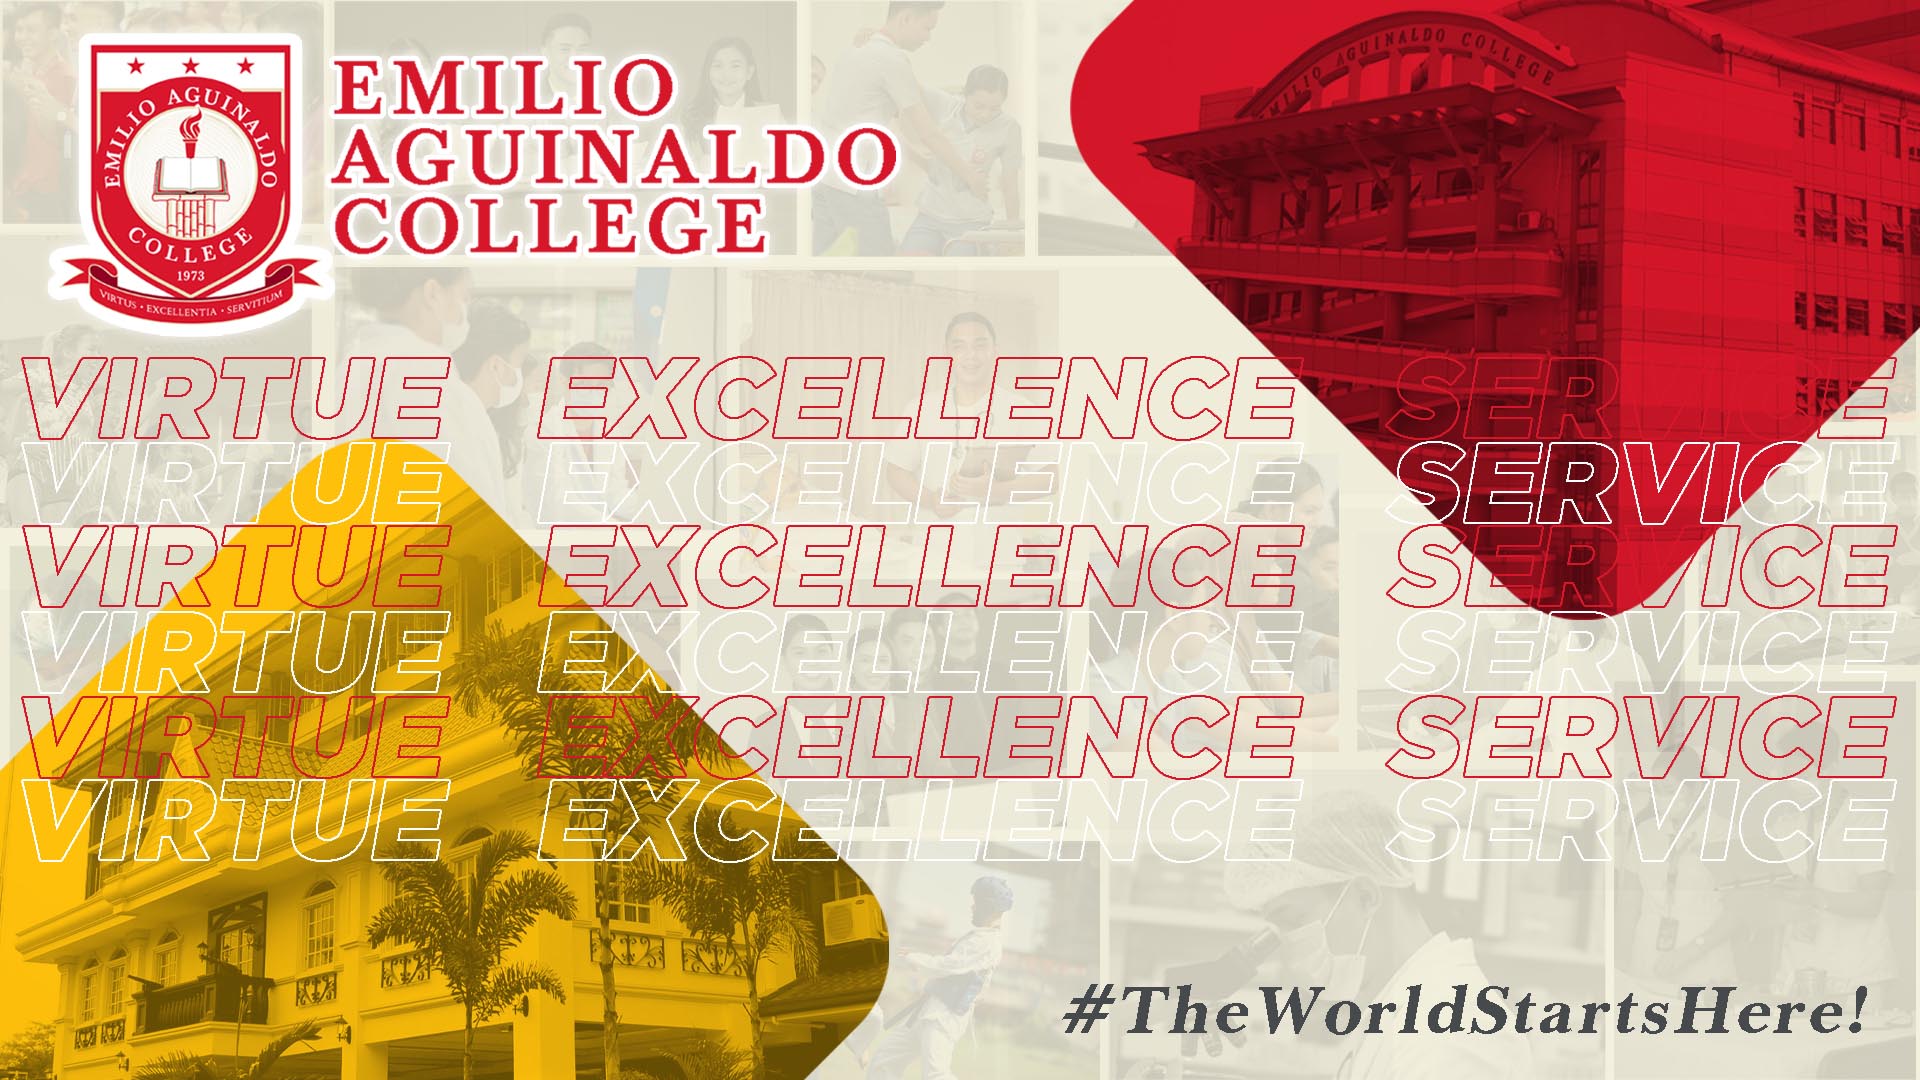 EMILIO AGUINALDO
COLLEGE
1973
VIRTUS • EXCELLENTIA • SERVITIUM
EMILIO
AGUINALDO
COLLEGE
EMILIO AGUINALDO COLLEGE
VIRTUE EXCELLENCE SERVICE
VIRTUE EXCELLENCE SERVICE
VIRTUE EXCELLENCE SERVICE
VIRTUE EXCELLENCE SERVICE
VIRTUE EXCELLENCE SERVICE
VIRTUE EXCELLENCE SERVICE
#TheWorldStartsHere!